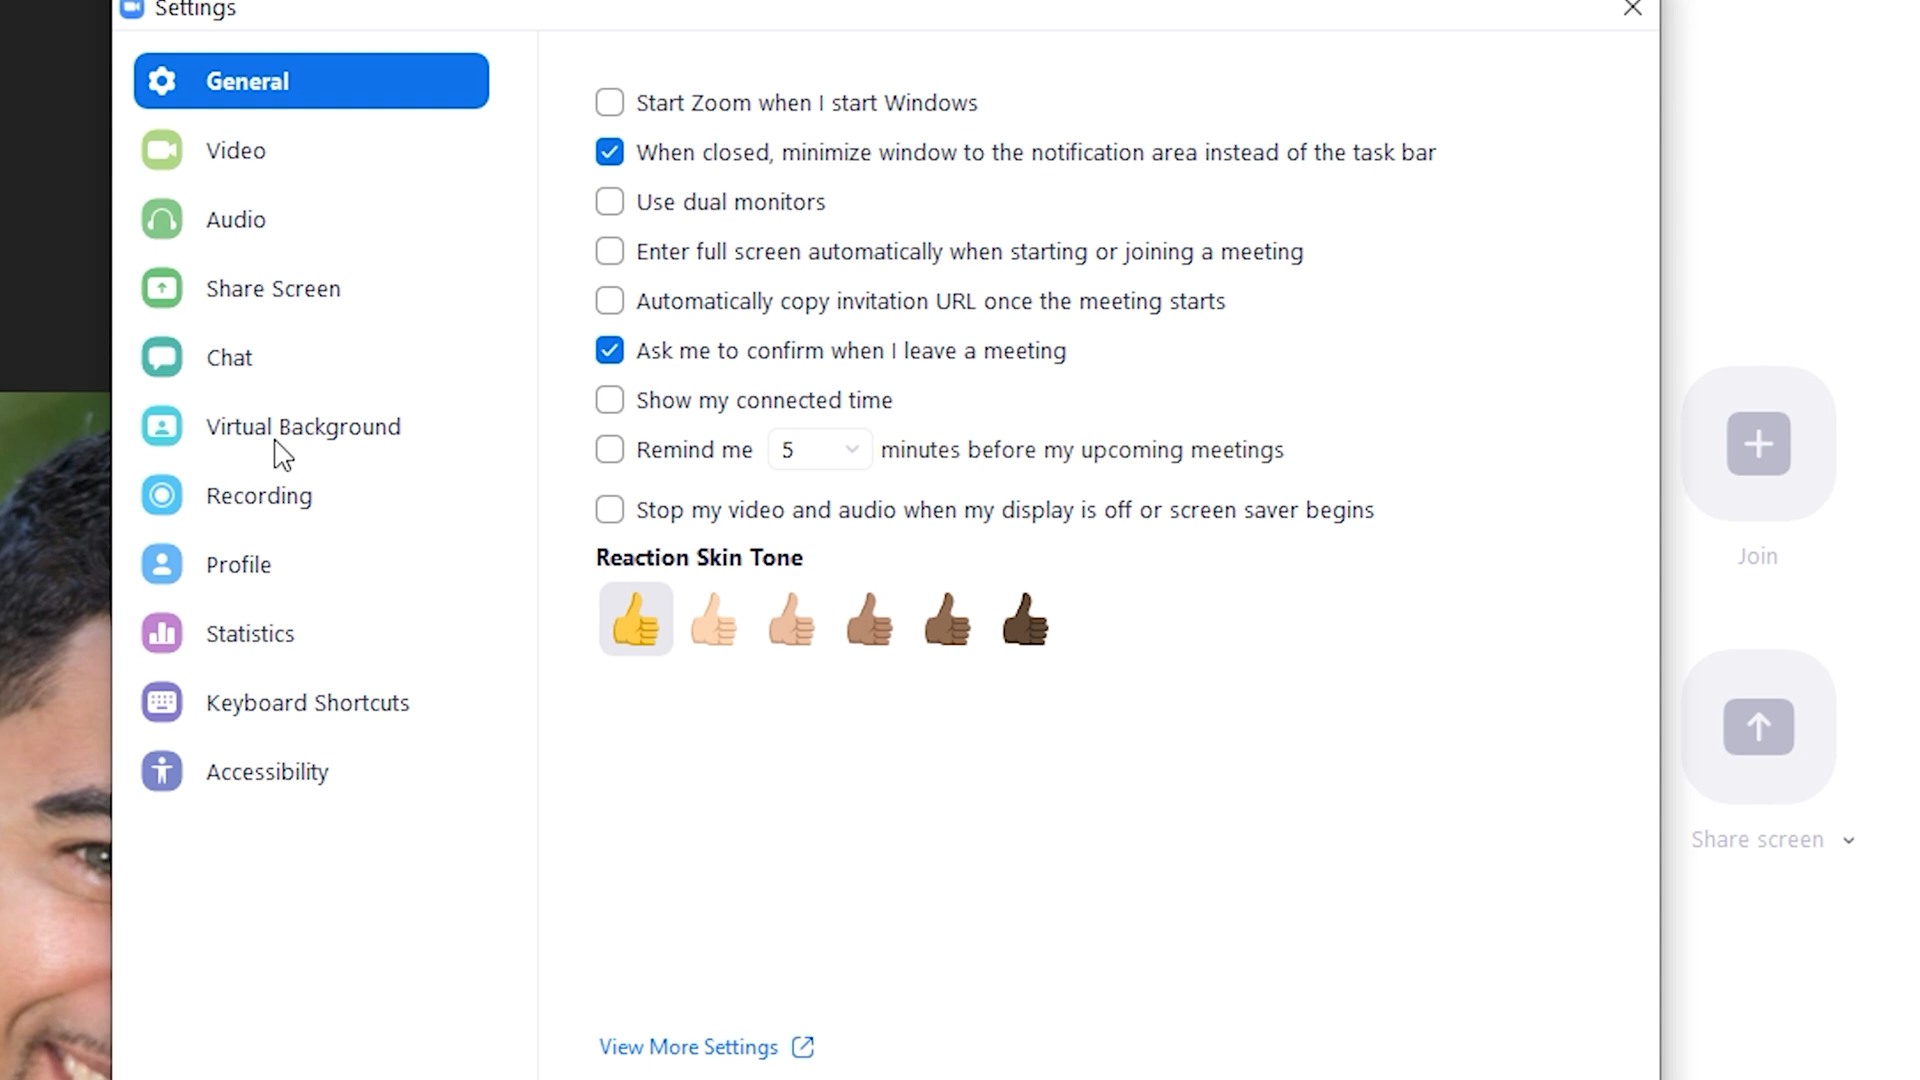 Settings
General
Video
Audio
Share Screen
Chat
Virtual Background
Recording
Profile
Statistics
Keyboard Shortcuts
Accessibility
Start Zoom when I start Windows
When closed, minimize window to the notification area instead of the task bar
Use dual monitors
Enter full screen automatically when starting or joining a meeting
Automatically copy invitation URL once the meeting starts
Ask me to confirm when I leave a meeting
Show my connected time
Remind me 5 minutes before my upcoming meetings
Stop my video and audio when my display is off or screen saver begins
Reaction Skin Tone
View More Settings
Join
Share screen